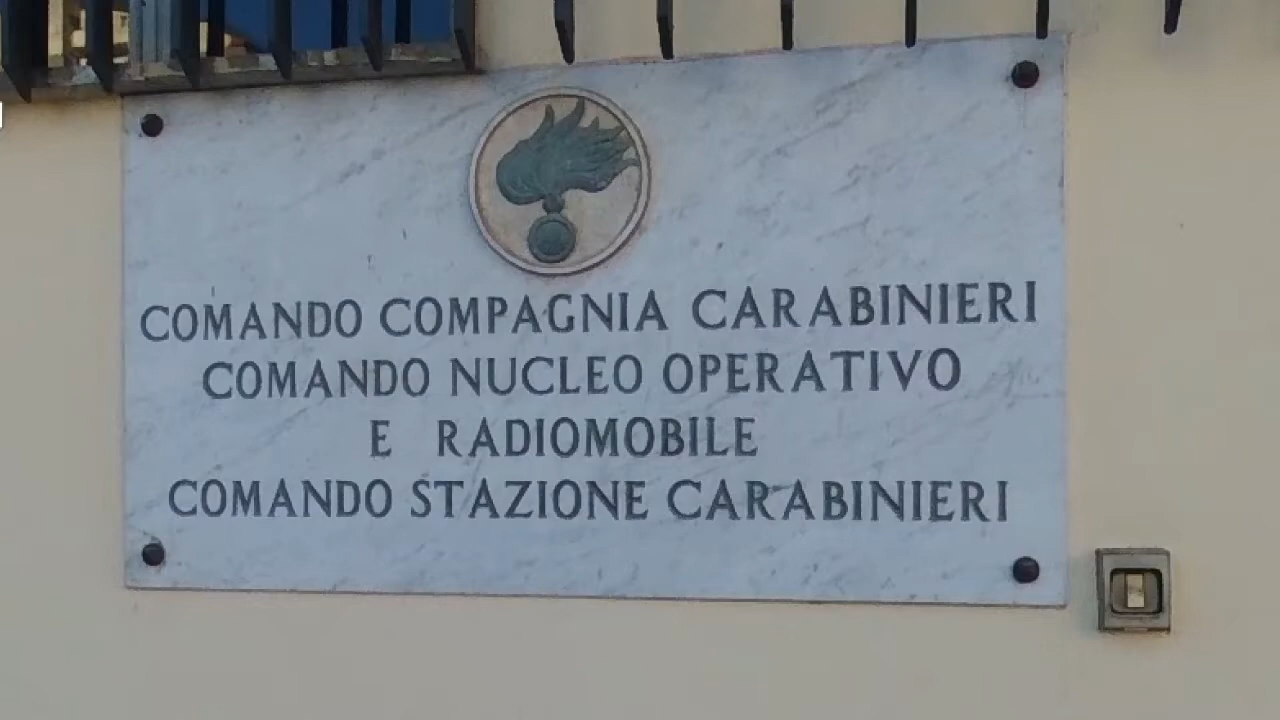 COMANDO COMPAGNIA CARABINIERI
COMANDO NUCLEO OPERATIVO
E RADIOMOBILE
COMANDO STAZIONE CARABINIERI